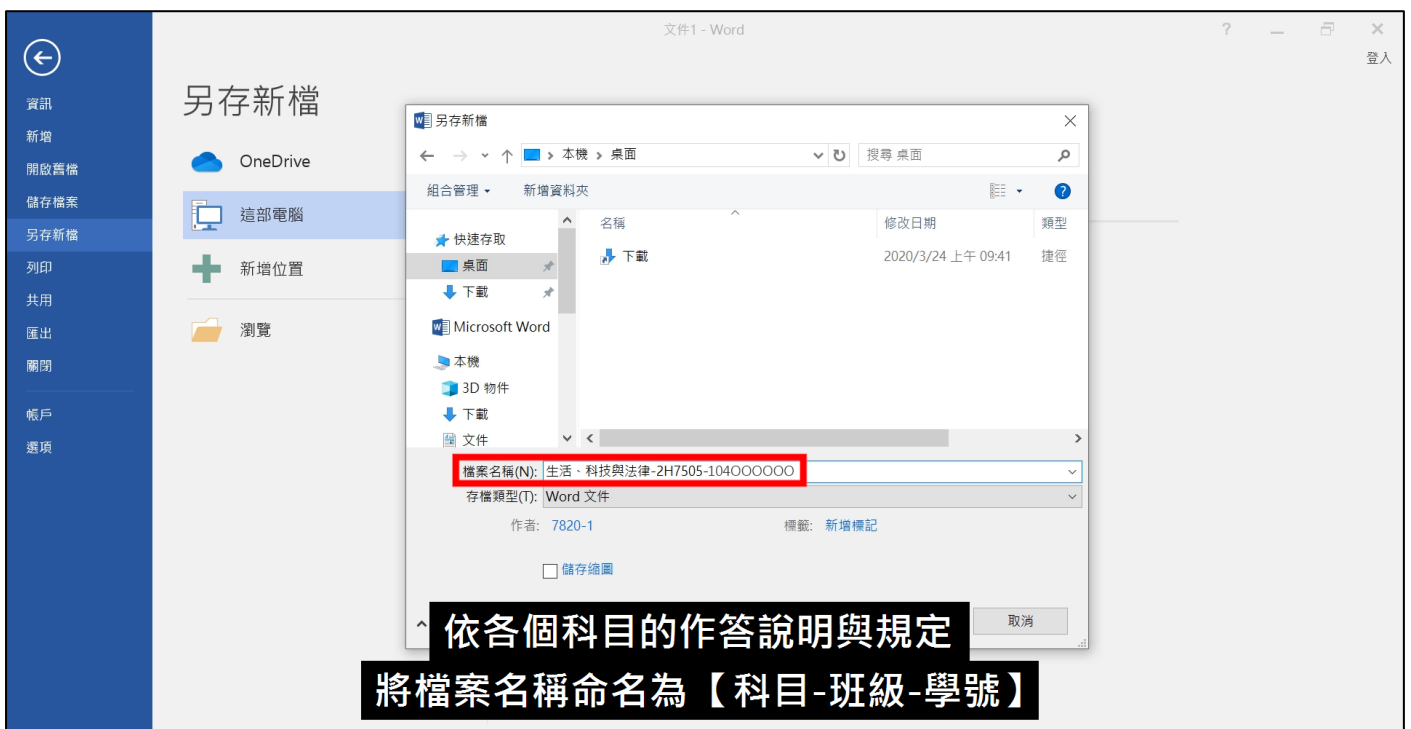 文件1 - Word
?
登入
資訊
新增
開啟舊檔
儲存檔案
另存新檔
列印
共用
匯出
關閉
帳戶
選項
另存新檔
OneDrive
這部電腦
新增位置
瀏覽
另存新檔
本機 › 桌面
搜尋 桌面
組合管理
新增資料夾
?
快速存取
桌面
下載
Microsoft Word
本機
3D 物件
下載
文件
名稱 修改日期 類型
下載 2020/3/24 上午 09:41 捷徑
檔案名稱(N): 生活、科技與法律-2H7505-104OOOOOO
存檔類型(T): Word 文件
作者: 7820-1 標籤: 新增標記
儲存縮圖
取消
依各個科目的作答說明與規定
將檔案名稱命名為【科目-班級-學號】